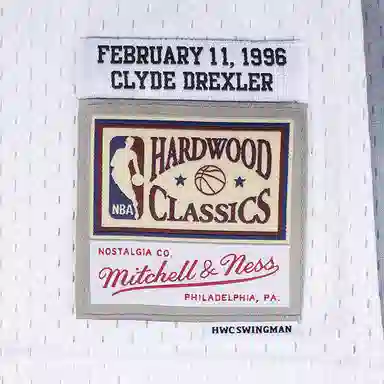 FEBRUARY 11, 1996
CLYDE DREXLER
HARDWOOD
NBA
CLASSICS
NOSTALGIA CO.
Mitchell & Ness
PHILADELPHIA, PA.
HWC SWINGMAN